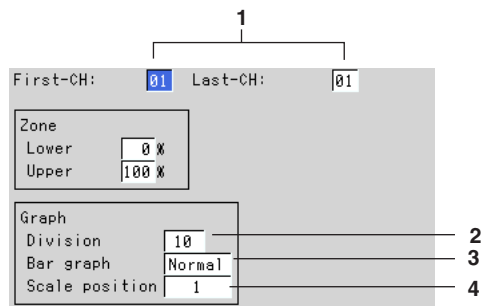 1
First-CH: 01 Last-CH: 01
Zone
Lower 0 %
Upper 100 %
Graph
Division 10 2
Bar graph Normal 3
Scale position 1 4